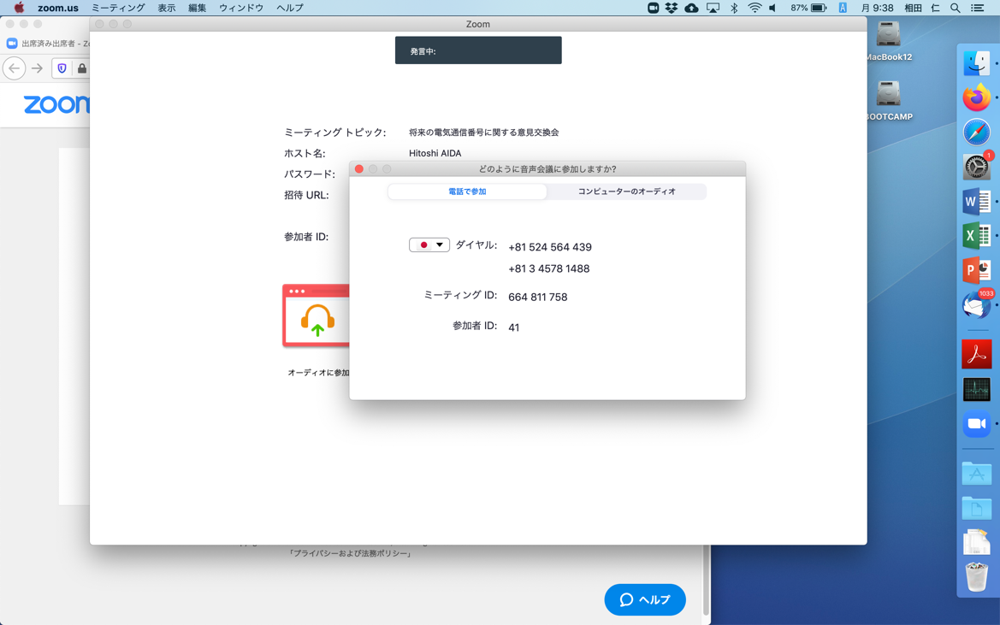 zoom.us ミーティング 表示 編集 ウィンドウ ヘルプ 87% A 月 9:38 相田 仁
Zoom
出席済み出席者 - Zo
発言中:
zoom
MacBook12
BOOTCAMP
ミーティング トピック: 将来の電気通信番号に関する意見交換会
ホスト名: Hitoshi AIDA
パスワード:
招待 URL:
参加者 ID:
どのように音声会議に参加しますか?
電話で参加 コンピューターのオーディオ
ダイヤル: +81 524 564 439
+81 3 4578 1488
ミーティング ID: 664 811 758
参加者 ID: 41
オーディオに参加
「プライバシーおよび法務ポリシー」
ヘルプ
1
W
X
P
1033